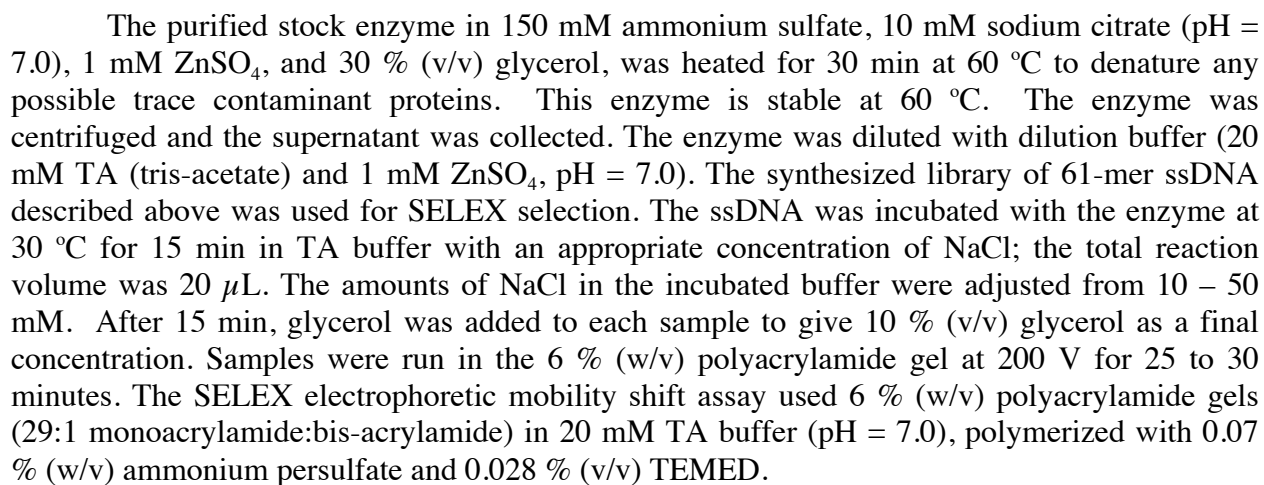 The purified stock enzyme in 150 mM ammonium sulfate, 10 mM sodium citrate (pH =
7.0), 1 mM ZnSO₄, and 30 % (v/v) glycerol, was heated for 30 min at 60 ºC to denature any
possible trace contaminant proteins. This enzyme is stable at 60 ºC. The enzyme was
centrifuged and the supernatant was collected. The enzyme was diluted with dilution buffer (20
mM TA (tris-acetate) and 1 mM ZnSO₄, pH = 7.0). The synthesized library of 61-mer ssDNA
described above was used for SELEX selection. The ssDNA was incubated with the enzyme at
30 ºC for 15 min in TA buffer with an appropriate concentration of NaCl; the total reaction
volume was 20 µL. The amounts of NaCl in the incubated buffer were adjusted from 10 – 50
mM. After 15 min, glycerol was added to each sample to give 10 % (v/v) glycerol as a final
concentration. Samples were run in the 6 % (w/v) polyacrylamide gel at 200 V for 25 to 30
minutes. The SELEX electrophoretic mobility shift assay used 6 % (w/v) polyacrylamide gels
(29:1 monoacrylamide:bis-acrylamide) in 20 mM TA buffer (pH = 7.0), polymerized with 0.07
% (w/v) ammonium persulfate and 0.028 % (v/v) TEMED.